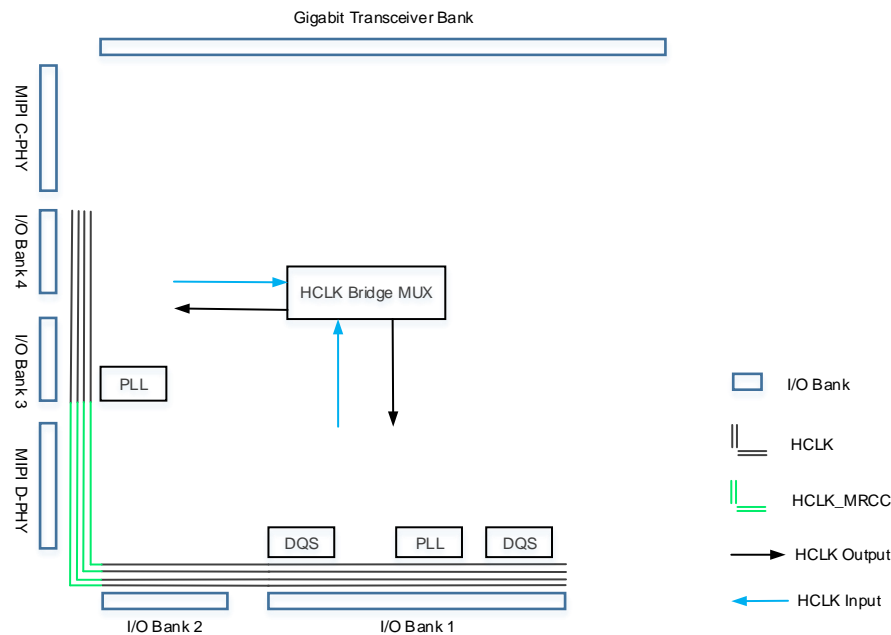 Gigabit Transceiver Bank
MIPI C-PHY
I/O Bank 4
HCLK Bridge MUX
I/O Bank 3
PLL
I/O Bank
HCLK
MIPI D-PHY
HCLK_MRCC
DQS
PLL
DQS
HCLK Output
HCLK Input
I/O Bank 2
I/O Bank 1